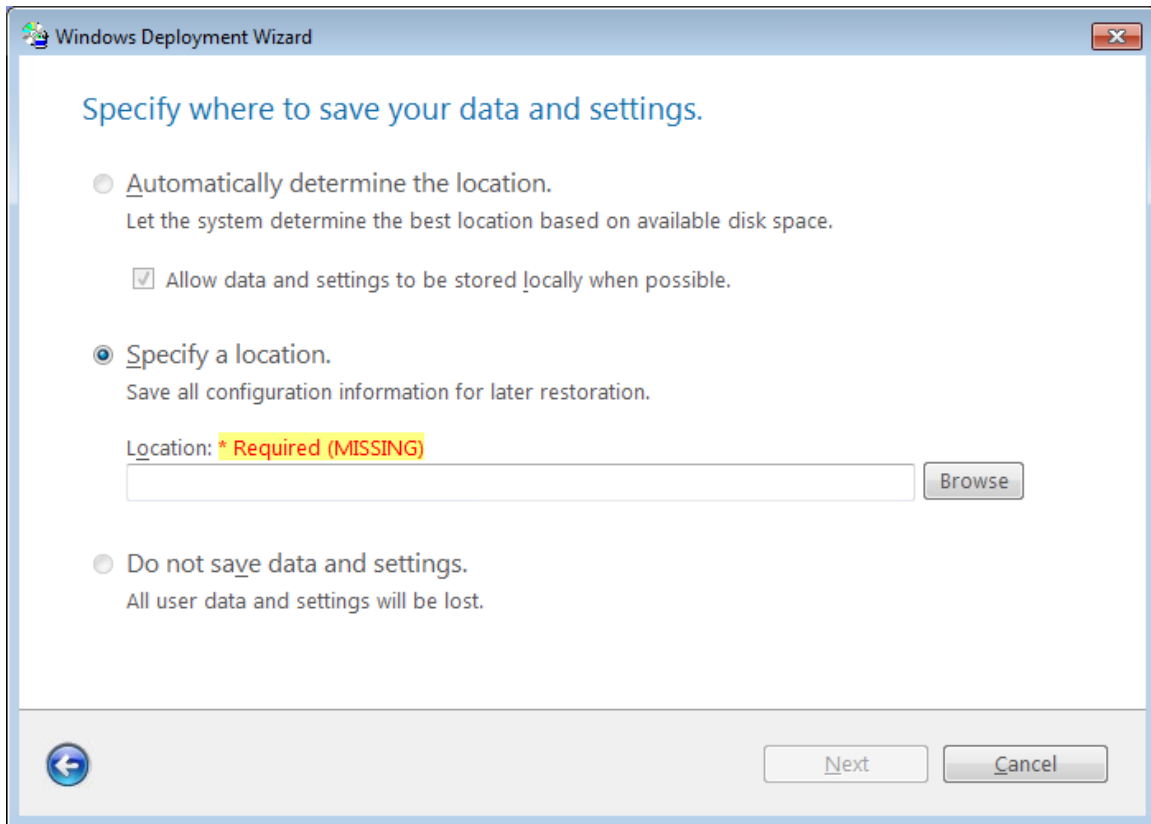 Windows Deployment Wizard
Specify where to save your data and settings.
Automatically determine the location.
Let the system determine the best location based on available disk space.
Allow data and settings to be stored locally when possible.
Specify a location.
Save all configuration information for later restoration.
Location: * Required (MISSING)
Browse
Do not save data and settings.
All user data and settings will be lost.
Next Cancel